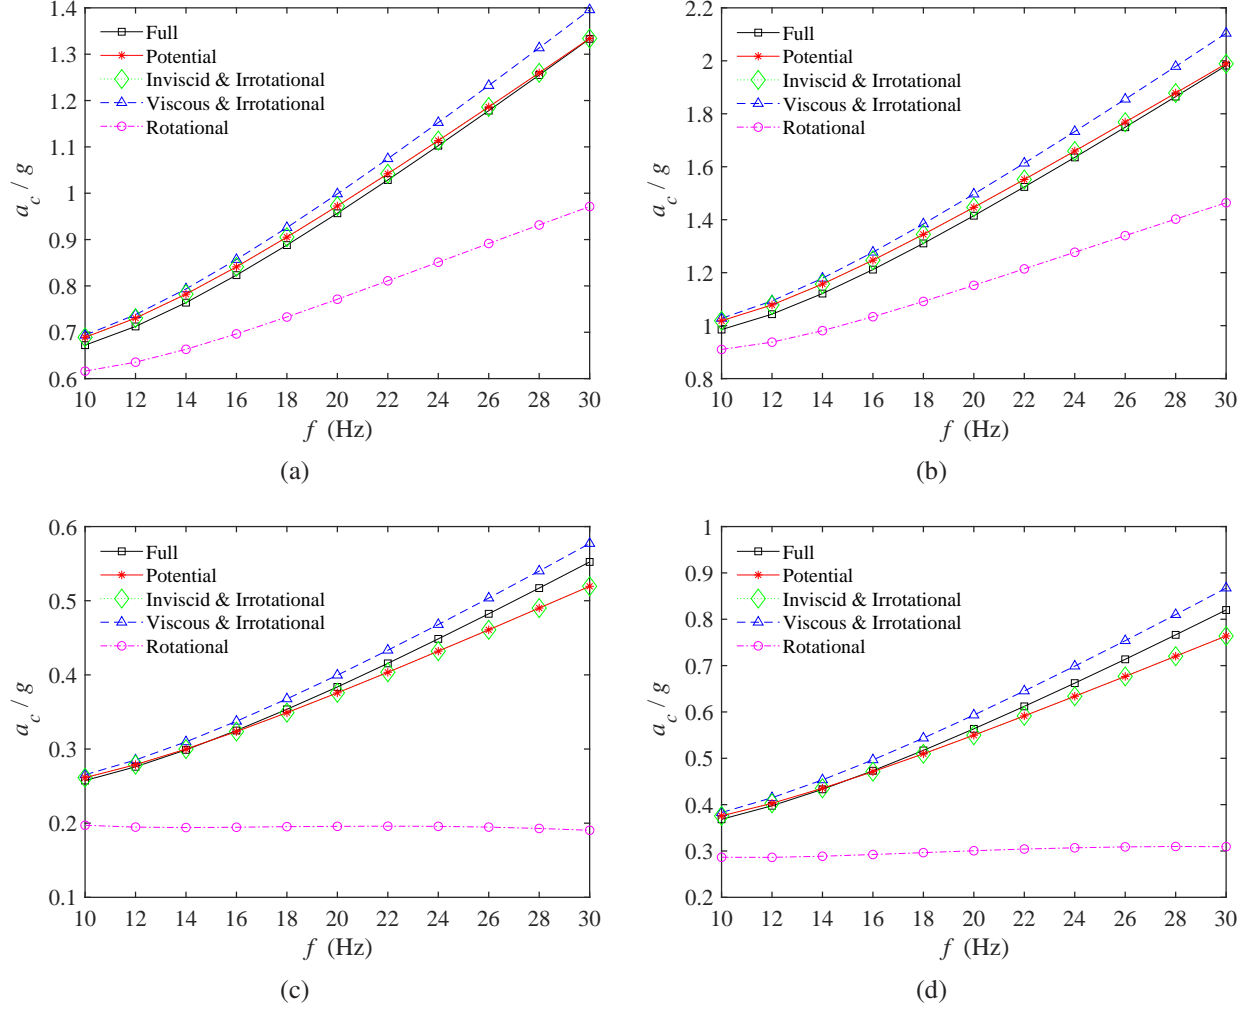 1.4
1.3
1.2
1.1
1
0.9
0.8
0.7
0.6
a_c / g
Full
Potential
Inviscid & Irrotational
Viscous & Irrotational
Rotational
10 12 14 16 18 20 22 24 26 28 30
f (Hz)
(a)
2.2
2
1.8
1.6
1.4
1.2
1
0.8
a_c / g
Full
Potential
Inviscid & Irrotational
Viscous & Irrotational
Rotational
10 12 14 16 18 20 22 24 26 28 30
f (Hz)
(b)
0.6
0.5
0.4
0.3
0.2
0.1
a_c / g
Full
Potential
Inviscid & Irrotational
Viscous & Irrotational
Rotational
10 12 14 16 18 20 22 24 26 28 30
f (Hz)
(c)
1
0.9
0.8
0.7
0.6
0.5
0.4
0.3
0.2
a_c / g
Full
Potential
Inviscid & Irrotational
Viscous & Irrotational
Rotational
10 12 14 16 18 20 22 24 26 28 30
f (Hz)
(d)